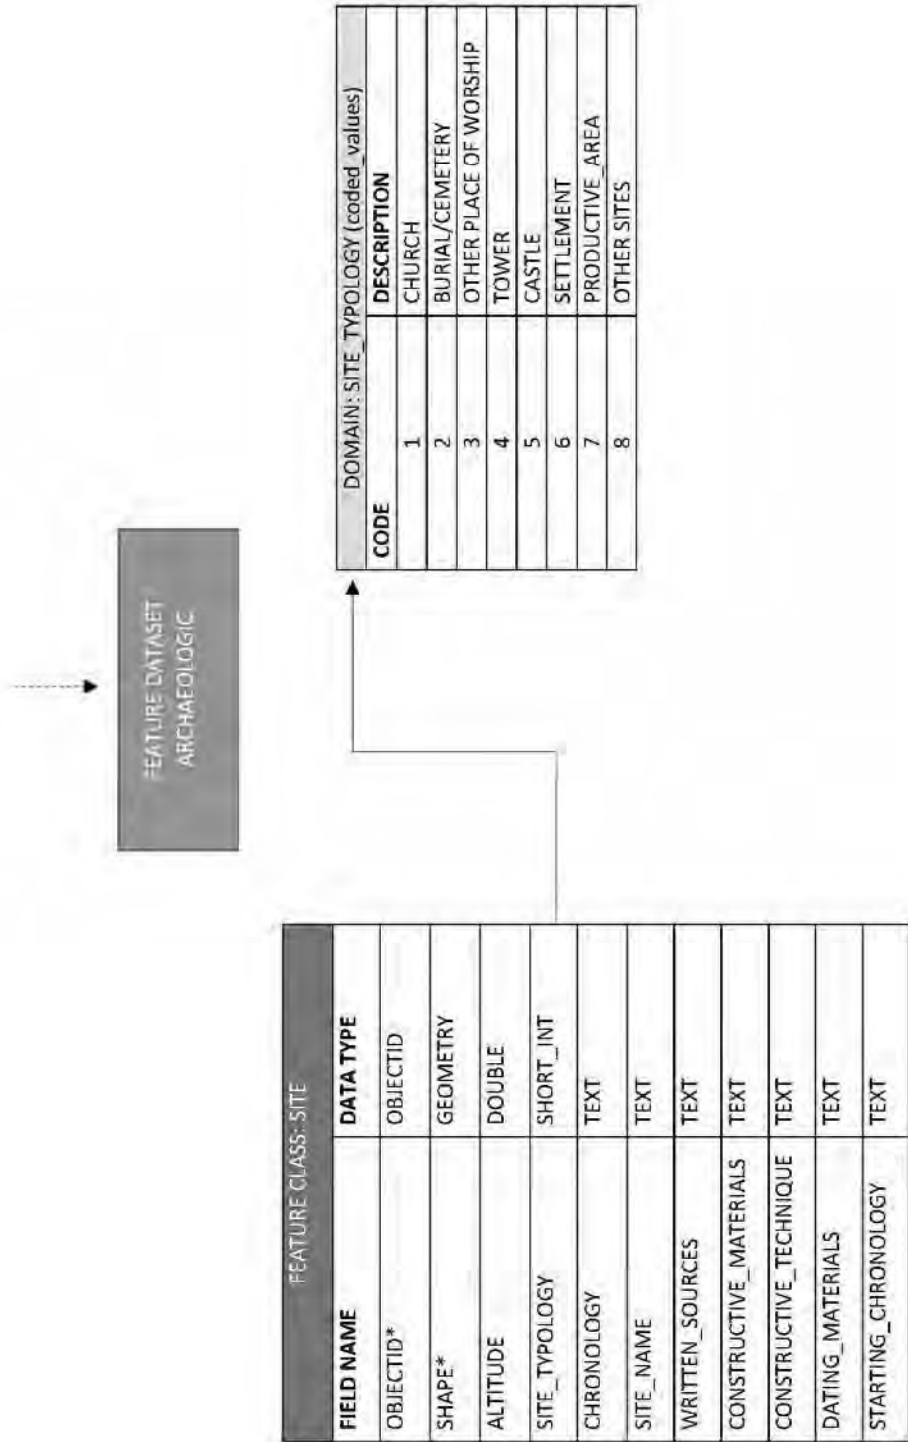 FEATURE DATASET
ARCHAEOLOGIC
FEATURE CLASS: SITE
FIELD NAME DATA TYPE
OBJECTID* OBJECTID
SHAPE* GEOMETRY
ALTITUDE DOUBLE
SITE_TYPOLOGY SHORT_INT
CHRONOLOGY TEXT
SITE_NAME TEXT
WRITTEN_SOURCES TEXT
CONSTRUCTIVE_MATERIALS TEXT
CONSTRUCTIVE_TECHNIQUE TEXT
DATING_MATERIALS TEXT
STARTING_CHRONOLOGY TEXT
DOMAIN: SITE_TYPOLOGY (coded_values)
CODE DESCRIPTION
1 CHURCH
2 BURIAL/CEMETERY
3 OTHER PLACE OF WORSHIP
4 TOWER
5 CASTLE
6 SETTLEMENT
7 PRODUCTIVE_AREA
8 OTHER SITES